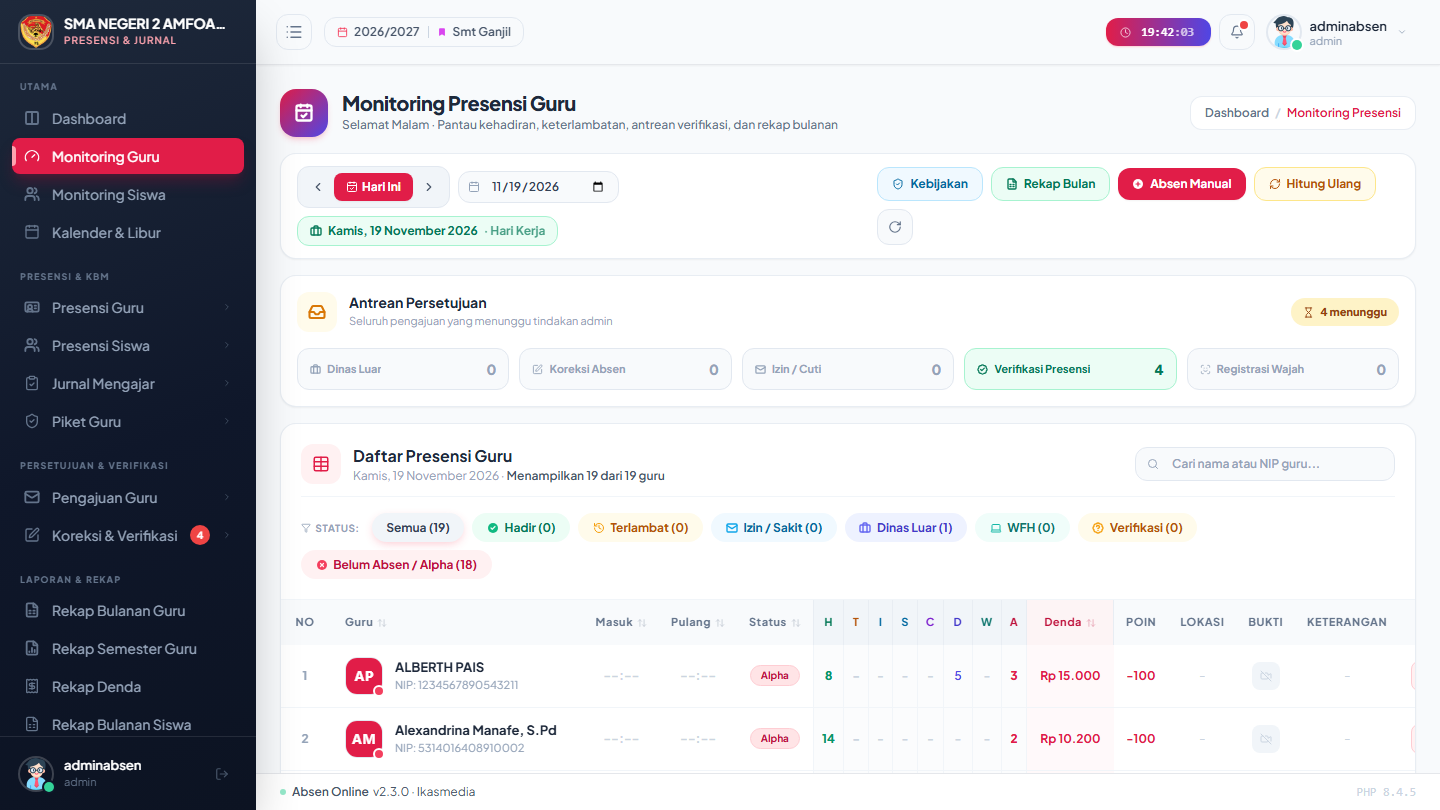 SMA NEGERI 2 AMFOA...
PRESENSI & JURNAL
2026/2027
Smt Ganjil
19:42:03
adminabsen
admin
UTAMA
Dashboard
Monitoring Guru
Monitoring Siswa
Kalender & Libur
PRESENSI & KBM
Presensi Guru
Presensi Siswa
Jurnal Mengajar
Piket Guru
PERSETUJUAN & VERIFIKASI
Pengajuan Guru
Koreksi & Verifikasi 4
LAPORAN & REKAP
Rekap Bulanan Guru
Rekap Semester Guru
Rekap Denda
Rekap Bulanan Siswa
adminabsen
admin
Monitoring Presensi Guru
Selamat Malam · Pantau kehadiran, keterlambatan, antrean verifikasi, dan rekap bulanan
Dashboard / Monitoring Presensi
Hari Ini
11/19/2026
Kebijakan
Rekap Bulan
Absen Manual
Hitung Ulang
Kamis, 19 November 2026 · Hari Kerja
Antrean Persetujuan
Seluruh pengajuan yang menunggu tindakan admin
4 menunggu
Dinas Luar 0
Koreksi Absen 0
Izin / Cuti 0
Verifikasi Presensi 4
Registrasi Wajah 0
Daftar Presensi Guru
Kamis, 19 November 2026 · Menampilkan 19 dari 19 guru
Cari nama atau NIP guru...
STATUS:
Semua (19)
Hadir (0)
Terlambat (0)
Izin / Sakit (0)
Dinas Luar (1)
WFH (0)
Verifikasi (0)
Belum Absen / Alpha (18)
NO Guru Masuk Pulang Status H T I S C D W A Denda POIN LOKASI BUKTI KETERANGAN
1 AP ALBERTH PAIS --:-- --:-- Alpha 8 - - - - 5 - 3 Rp 15.000 -100 - -
NIP: 1234567890543211
2 AM Alexandrina Manafe, S.Pd --:-- --:-- Alpha 14 - - - - - - 2 Rp 10.200 -100 - -
NIP: 5314016408910002
Absen Online v2.3.0 · Ikasmedia
PHP 8.4.5